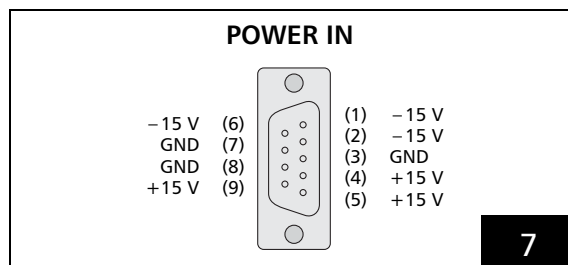 POWER IN
−15 V (6)
GND (7)
GND (8)
+15 V (9)
(1) −15 V
(2) −15 V
(3) GND
(4) +15 V
(5) +15 V
7